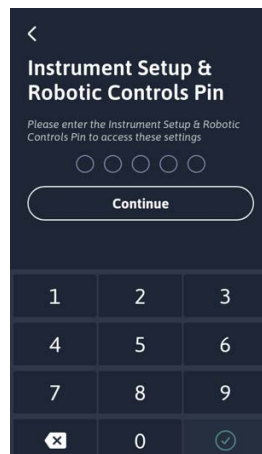 Instrument Setup &
Robotic Controls Pin
Please enter the Instrument Setup & Robotic
Controls Pin to access these settings
Continue
1 2 3
4 5 6
7 8 9
0